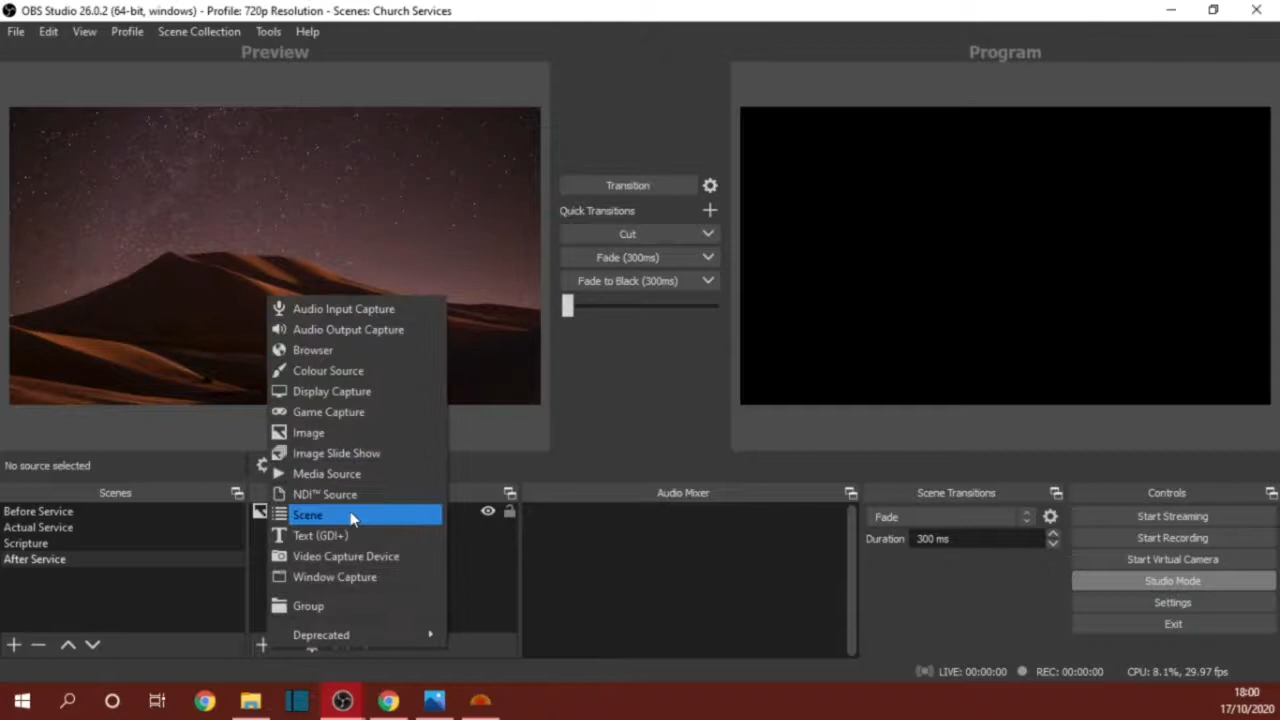 OBS Studio 26.0.2 (64-bit, windows) - Profile: 720p Resolution - Scenes: Church Services
File Edit View Profile Scene Collection Tools Help
Preview
Program
Transition
Quick Transitions
Cut
Fade (300ms)
Fade to Black (300ms)
Audio Input Capture
Audio Output Capture
Browser
Colour Source
Display Capture
Game Capture
Image
Image Slide Show
Media Source
NDI™ Source
Scene
Text (GDI+)
Video Capture Device
Window Capture
Group
Deprecated
No source selected
Scenes
Before Service
Actual Service
Scripture
After Service
Audio Mixer
Scene Transitions
Fade
Duration 300 ms
Controls
Start Streaming
Start Recording
Start Virtual Camera
Studio Mode
Settings
Exit
LIVE: 00:00:00 REC: 00:00:00 CPU: 8.1%, 29.97 fps
18:00
17/10/2020